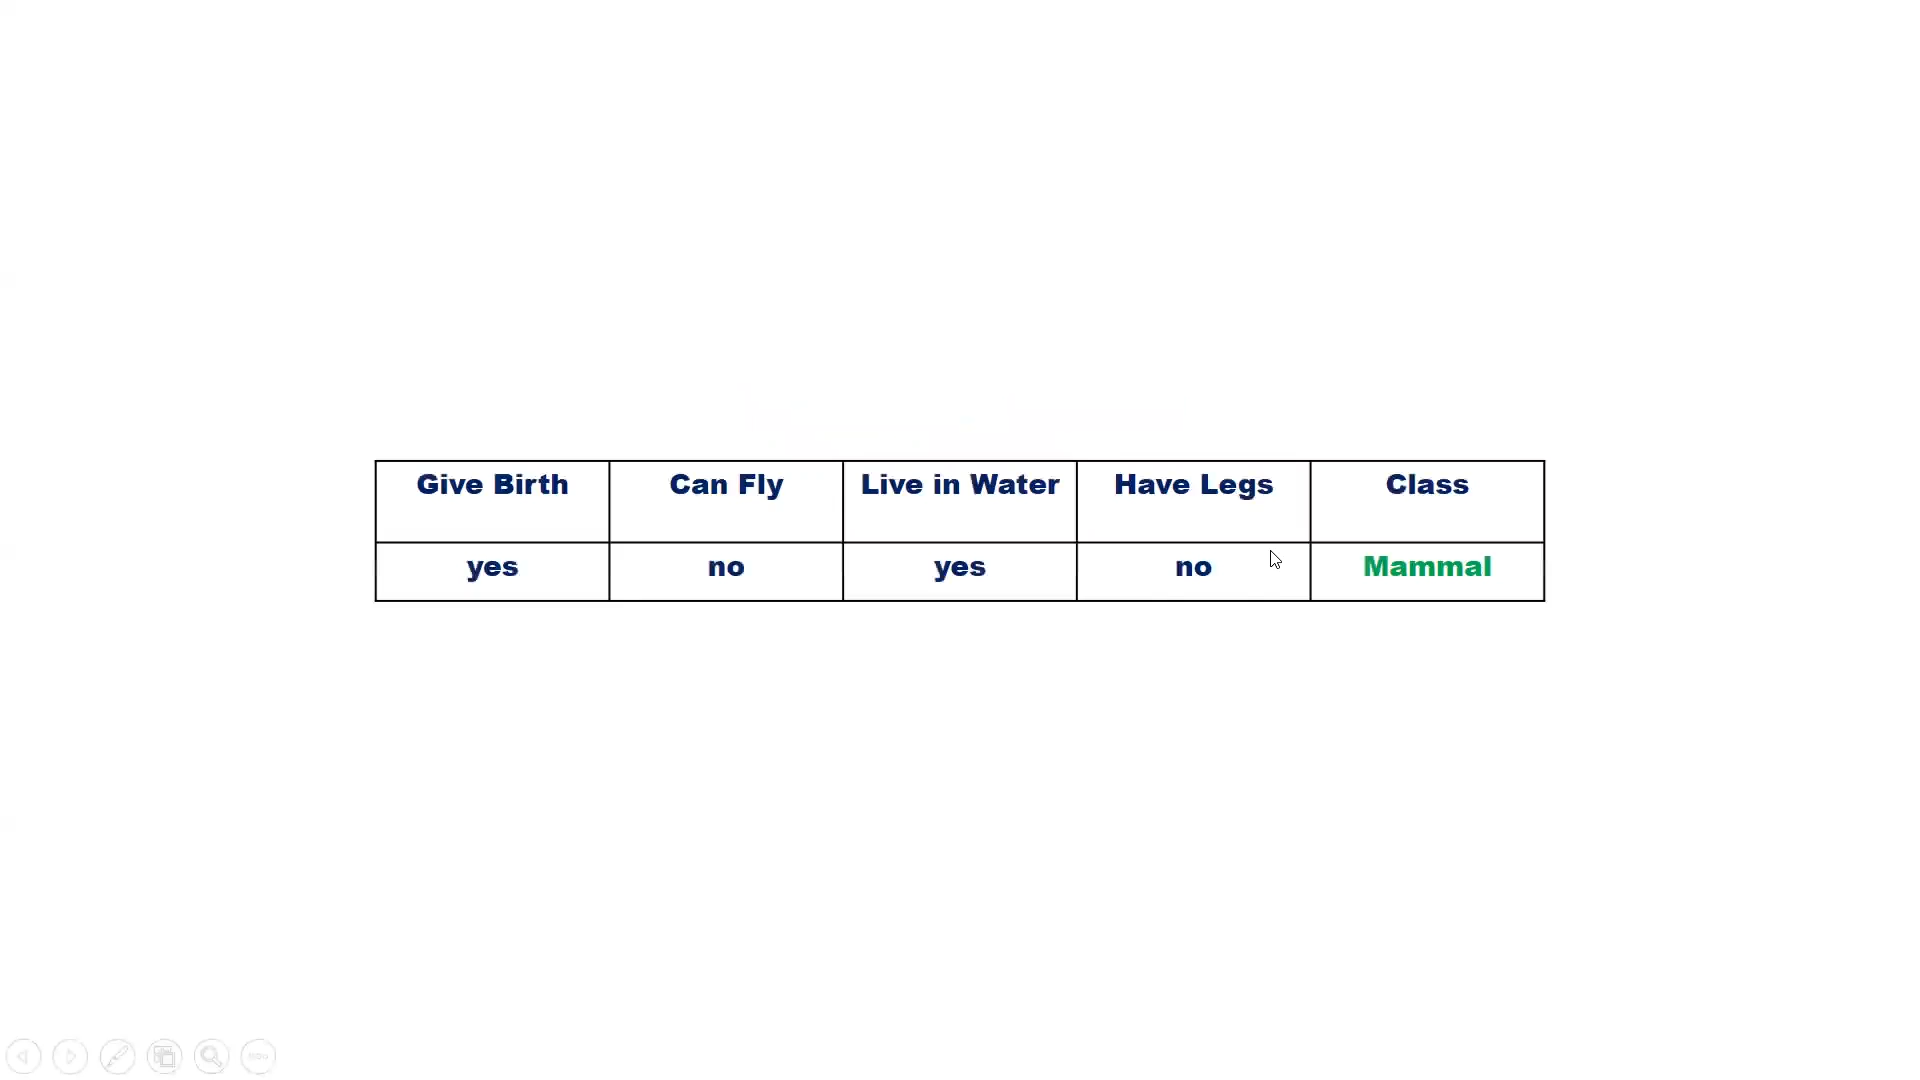 Give Birth Can Fly Live in Water Have Legs Class
yes no yes no Mammal